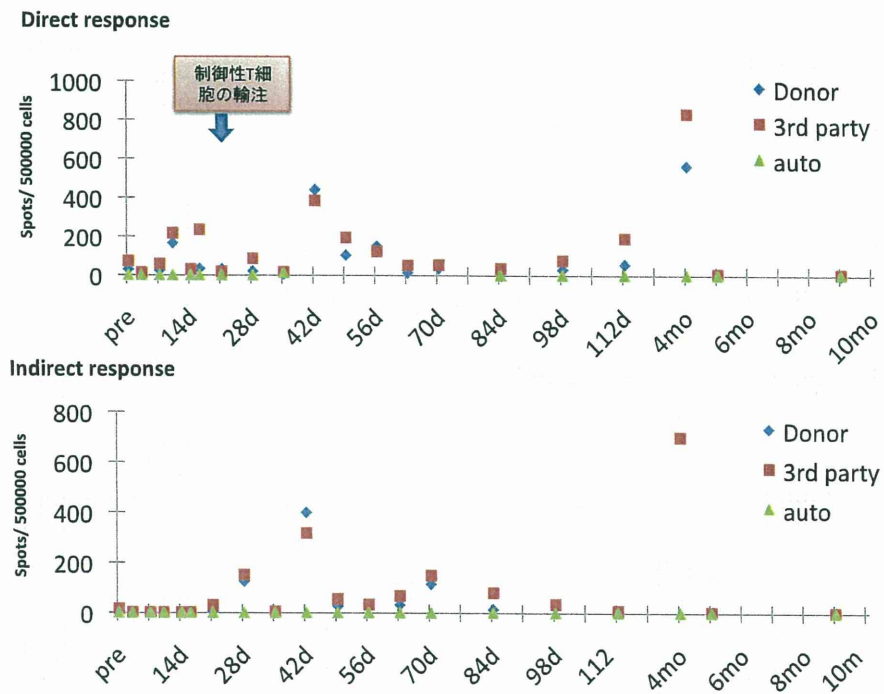 Direct response
制御性T細
胞の輸注
Spots/ 500000 cells
1000
800
600
400
200
0
Donor
3rd party
auto
pre
14d
28d
42d
56d
70d
84d
98d
112d
4mo
6mo
8mo
10mo
Indirect response
Spots/ 500000 cells
800
600
400
200
0
Donor
3rd party
auto
pre
14d
28d
42d
56d
70d
84d
98d
112
4mo
6mo
8mo
10m